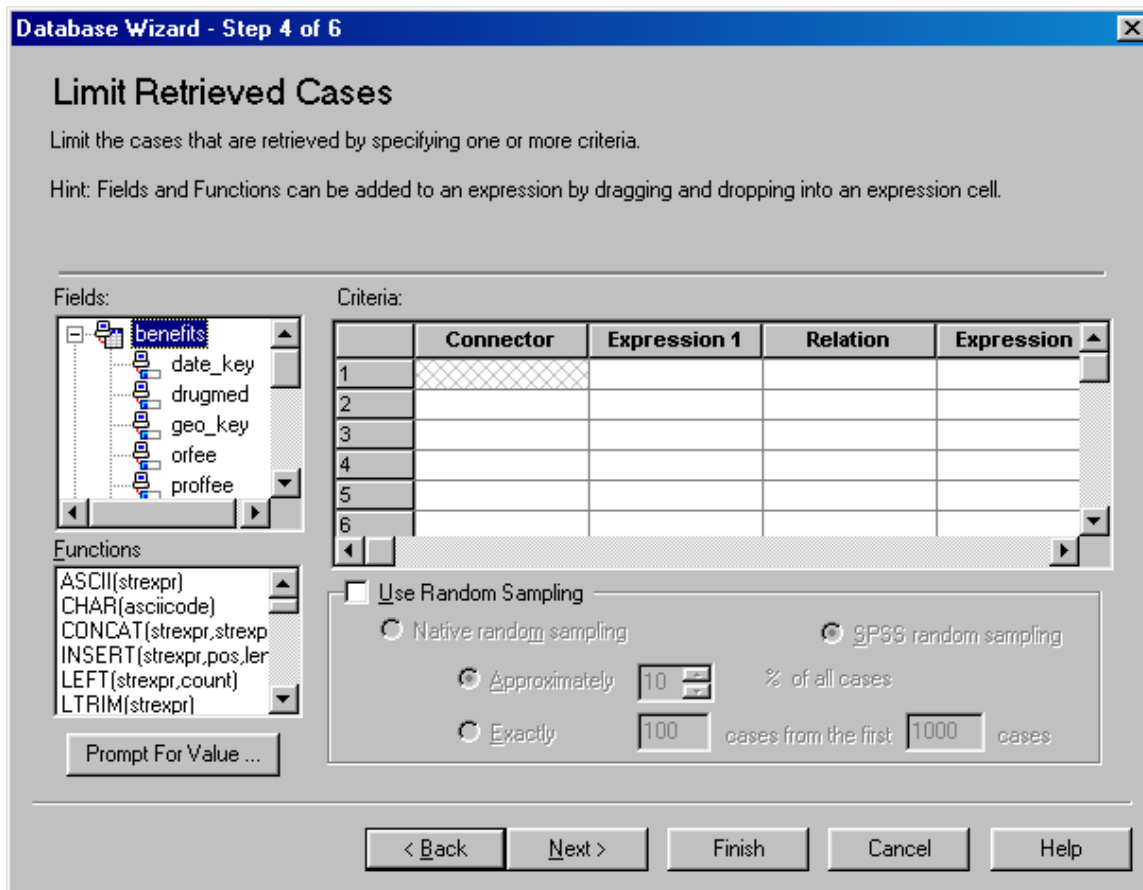 Database Wizard - Step 4 of 6
Limit Retrieved Cases
Limit the cases that are retrieved by specifying one or more criteria.
Hint: Fields and Functions can be added to an expression by dragging and dropping into an expression cell.
Fields:
benefits
date_key
drugmed
geo_key
orfee
proffee
Functions
ASCII(strexpr)
CHAR(asciicode)
CONCAT(strexpr,strexp
INSERT(strexpr,pos,ler
LEFT(strexpr,count)
LTRIM(strexpr)
Prompt For Value ...
Criteria:
Connector Expression 1 Relation Expression
1
2
3
4
5
6
Use Random Sampling
Native random sampling SPSS random sampling
Approximately 10 % of all cases
Exactly 100 cases from the first 1000 cases
< Back Next > Finish Cancel Help